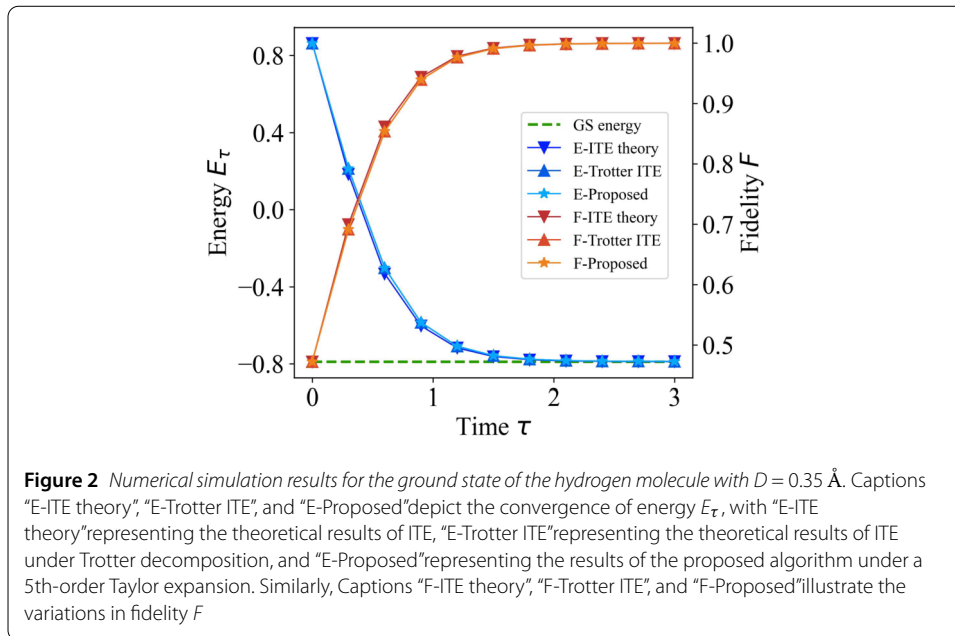 0.8
0.4
0.0
−0.4
−0.8
Energy Eτ
1.0
0.9
0.8
0.7
0.6
0.5
Fidelity F
GS energy
E-ITE theory
E-Trotter ITE
E-Proposed
F-ITE theory
F-Trotter ITE
F-Proposed
0 1 2 3
Time τ
Figure 2 Numerical simulation results for the ground state of the hydrogen molecule with D = 0.35 Å. Captions
“E-ITE theory”, “E-Trotter ITE”, and “E-Proposed”depict the convergence of energy Eτ, with “E-ITE
theory”representing the theoretical results of ITE, “E-Trotter ITE”representing the theoretical results of ITE
under Trotter decomposition, and “E-Proposed”representing the results of the proposed algorithm under a
5th-order Taylor expansion. Similarly, Captions “F-ITE theory”, “F-Trotter ITE”, and “F-Proposed”illustrate the
variations in fidelity F